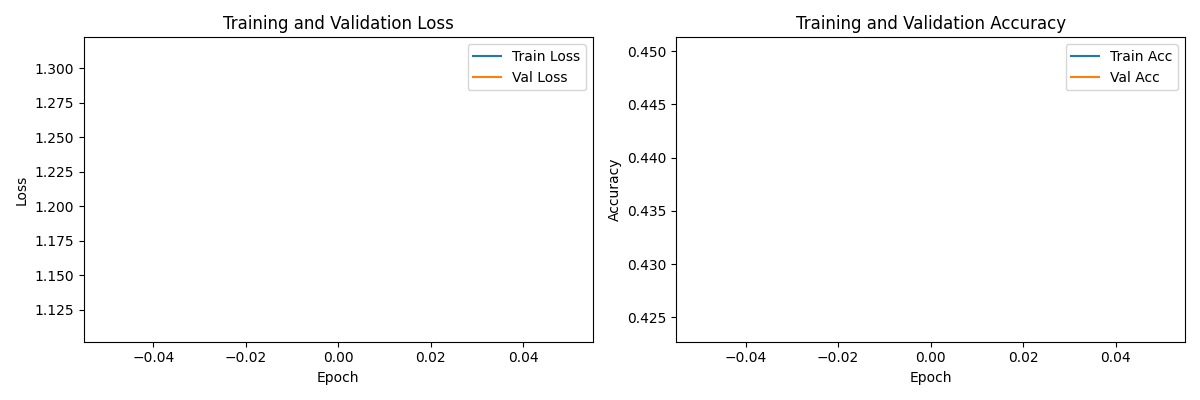 Training and Validation Loss
Train Loss
Val Loss
1.300
1.275
1.250
1.225
1.200
1.175
1.150
1.125
Loss
−0.04 −0.02 0.00 0.02 0.04
Epoch
Training and Validation Accuracy
Train Acc
Val Acc
0.450
0.445
0.440
0.435
0.430
0.425
Accuracy
−0.04 −0.02 0.00 0.02 0.04
Epoch